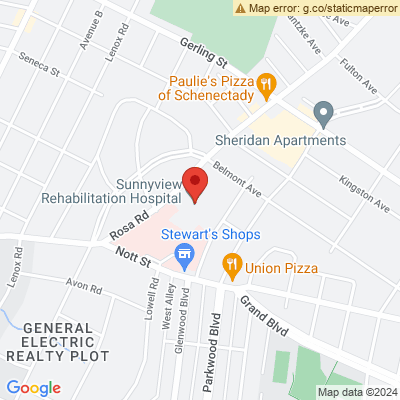 Map error: g.co/staticmaperror
Avenue B
Lenox Rd
Gerling St
antzke Ave
Seneca St
Fulton Ave
Paulie's Pizza
of Schenectady
Sheridan Apartments
Belmont Ave
Kingston Ave
Sunnyview
Rehabilitation Hospital
Rosa Rd
Stewart's Shops
Nott St
Union Pizza
Lenox Rd
Avon Rd
Lowell Rd
West Alley
Glenwood Blvd
Parkwood Blvd
Grand Blvd
GENERAL
ELECTRIC
REALTY PLOT
Google
Map data ©2024